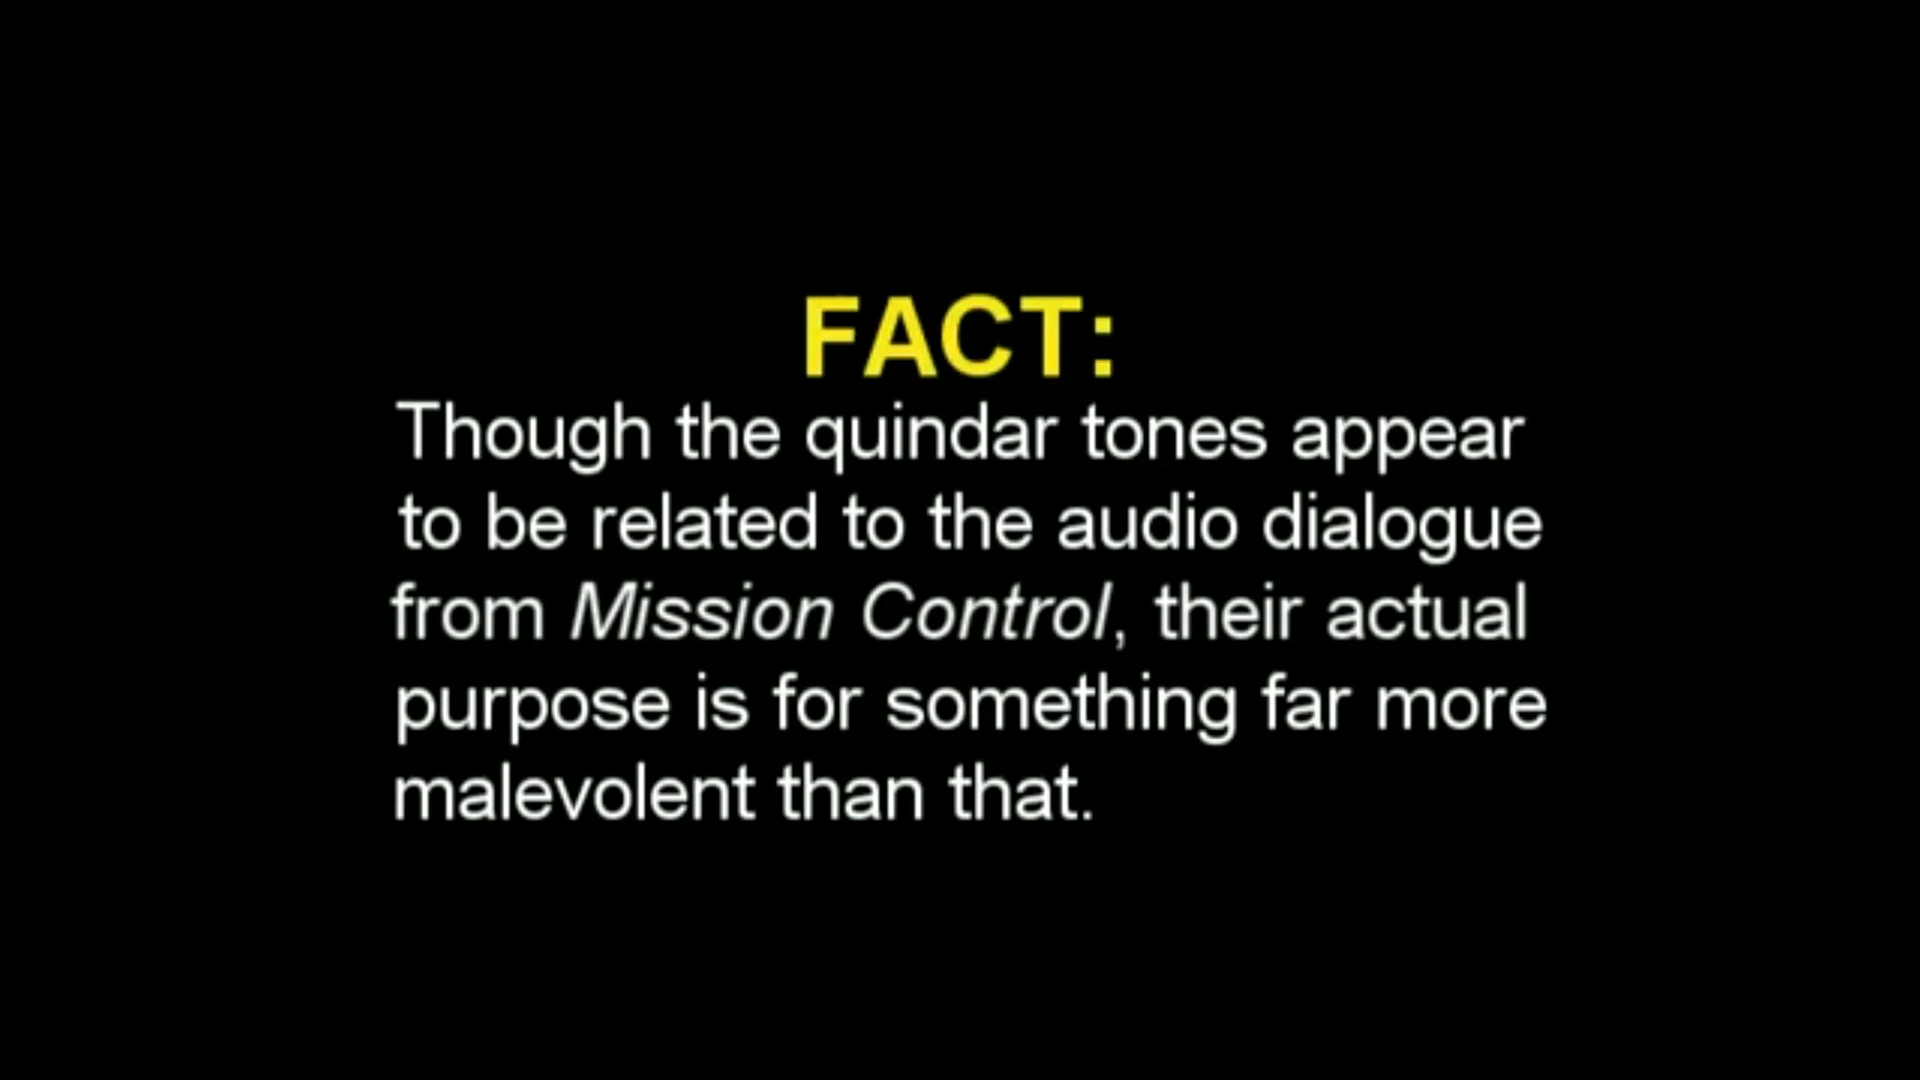 FACT:
Though the quindar tones appear
to be related to the audio dialogue
from Mission Control, their actual
purpose is for something far more
malevolent than that.